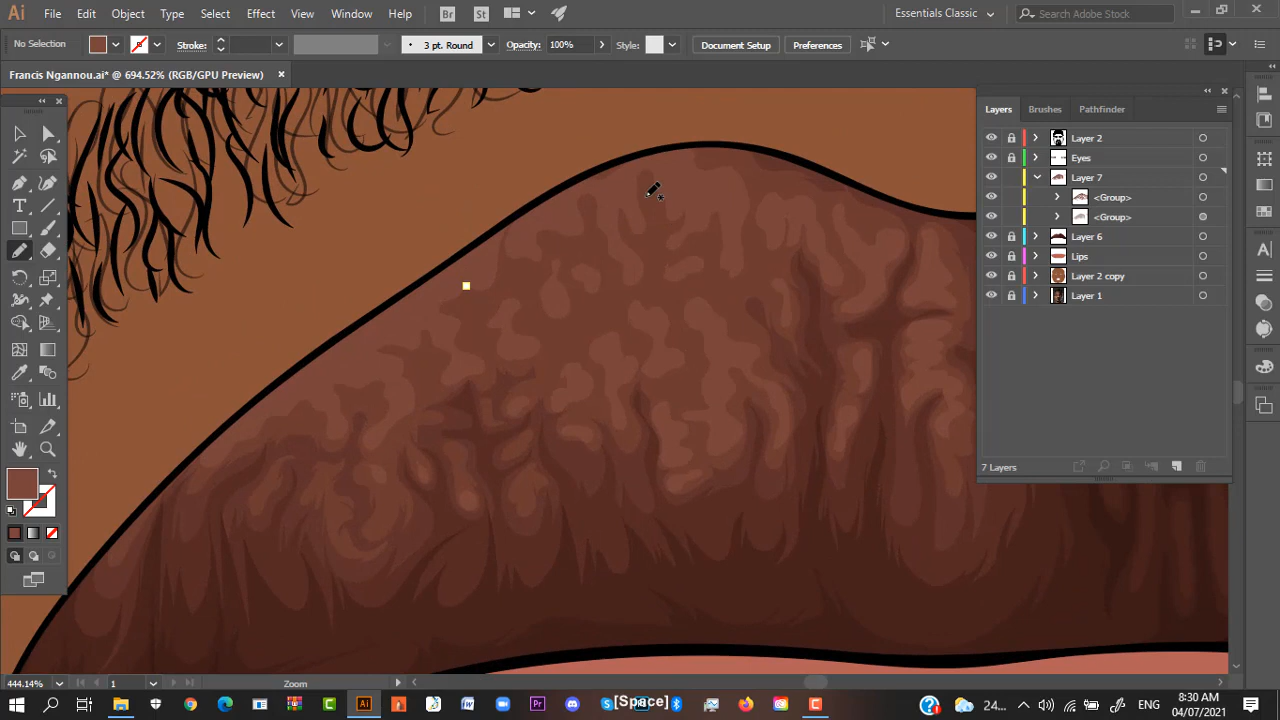 Ai File Edit Object Type Select Effect View Window Help Br St Essentials Classic Search Adobe Stock
No Selection Stroke: 3 pt. Round Opacity: 100% Style: Document Setup Preferences
Francis Ngannou.ai* @ 694.52% (RGB/GPU Preview)
Layers Brushes Pathfinder
Layer 2
Eyes
Layer 7
<Group>
<Group>
Layer 6
Lips
Layer 2 copy
Layer 1
7 Layers
444.14% 1 Zoom
[Space]
24... ENG 8:30 AM
04/07/2021